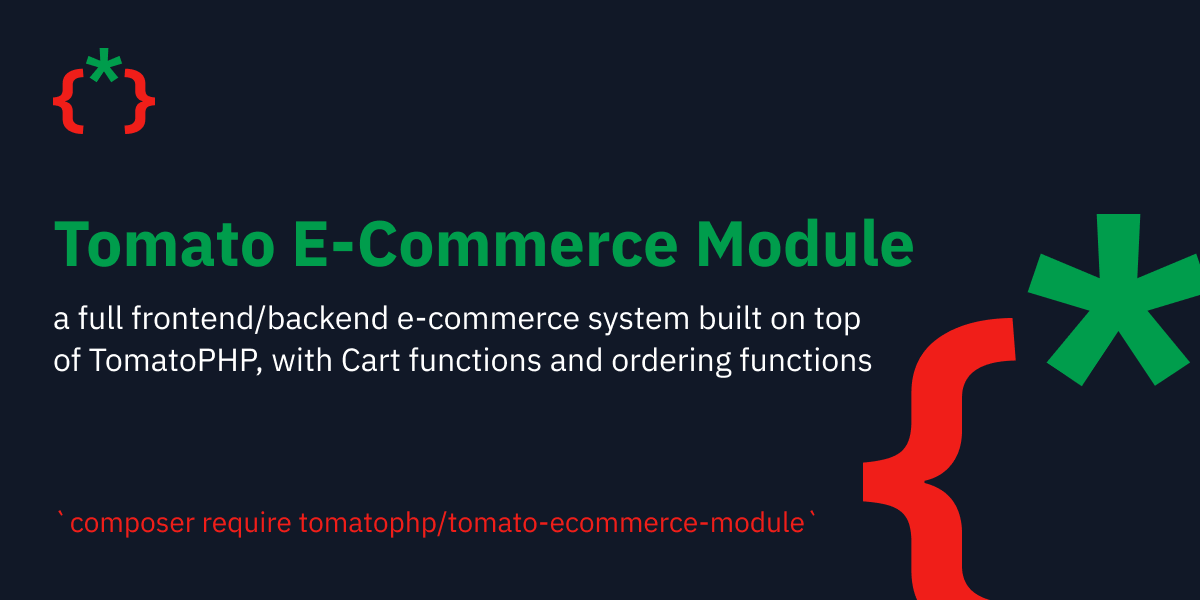 {*}
Tomato E-Commerce Module
a full frontend/backend e-commerce system built on top
of TomatoPHP, with Cart functions and ordering functions
`composer require tomatophp/tomato-ecommerce-module`